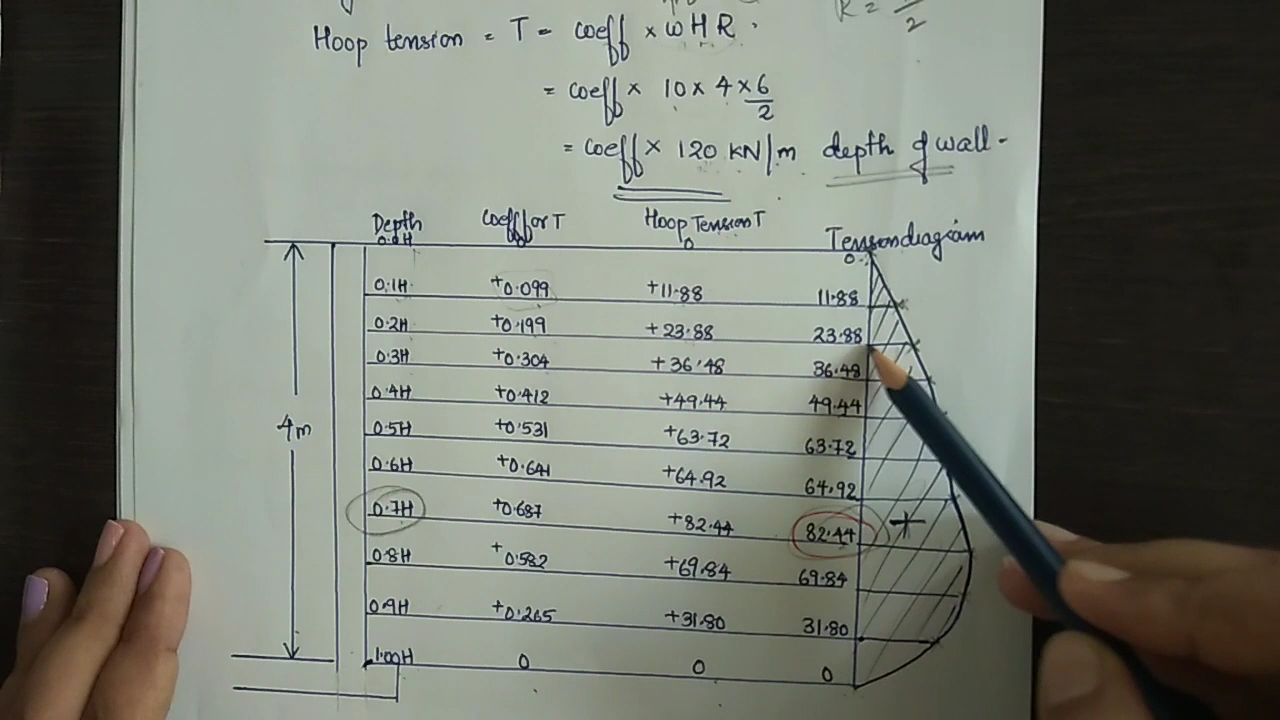 R =
2
Hoop tension = T = coeff × ωHR.
= coeff × 10 × 4 × 6/2
= coeff × 120 KN/m depth of wall -
Depth Coeff for T Hoop Tension T Tension diagram
0.0H 0 0 0
0.1H +0.099 +11.88 11.88
0.2H +0.199 +23.88 23.88
0.3H +0.304 +36.48 36.48
0.4H +0.412 +49.44 49.44
0.5H +0.531 +63.72 63.72
0.6H +0.641 +64.92 64.92
0.7H +0.687 +82.44 82.44 +
0.8H +0.582 +69.84 69.84
0.9H +0.265 +31.80 31.80
1.00H 0 0 0
4m